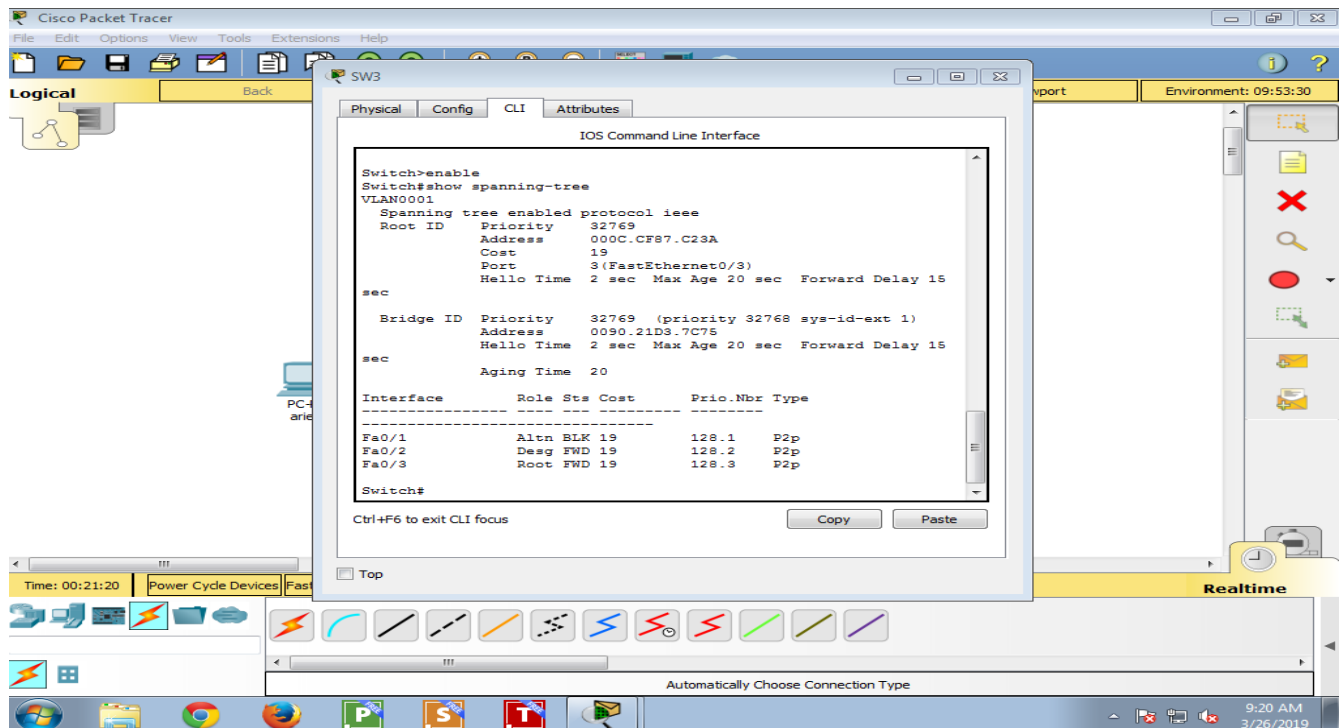 Cisco Packet Tracer
File Edit Options View Tools Extensions Help
SW3
Logical
Back
wport
Environment: 09:53:30
Physical Config CLI Attributes
IOS Command Line Interface
Switch>enable
Switch#show spanning-tree
VLAN0001
Spanning tree enabled protocol ieee
Root ID Priority 32769
Address 000C.CF87.C23A
Cost 19
Port 3(FastEthernet0/3)
Hello Time 2 sec Max Age 20 sec Forward Delay 15
sec
Bridge ID Priority 32769 (priority 32768 sys-id-ext 1)
Address 0090.21D3.7C75
Hello Time 2 sec Max Age 20 sec Forward Delay 15
sec
Aging Time 20
Interface Role Sts Cost Prio.Nbr Type
---------------- ---- --- --------- --------
--------------------------------
Fa0/1 Altn BLK 19 128.1 P2p
Fa0/2 Desg FWD 19 128.2 P2p
Fa0/3 Root FWD 19 128.3 P2p
Switch#
PC-
arie
Ctrl+F6 to exit CLI focus
Copy
Paste
Top
Time: 00:21:20
Power Cycle Devices
Fast
Realtime
Automatically Choose Connection Type
P FREE
S FREE
T FREE
9:20 AM
3/26/2019